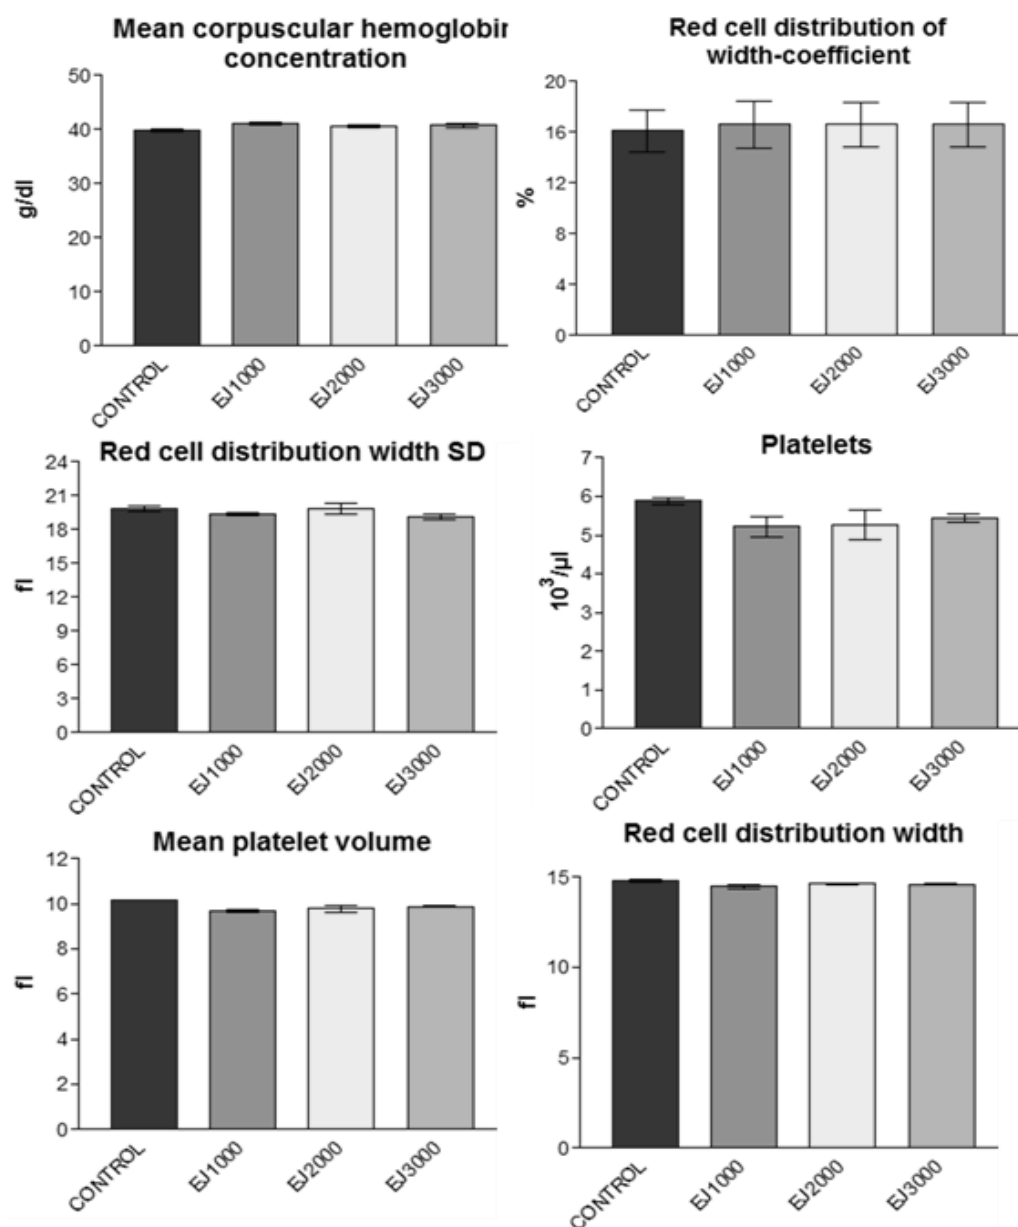 Mean corpuscular hemoglobin
concentration
50
40
30
20
10
0
g/dl
CONTROL
EJ1000
EJ2000
EJ3000
Red cell distribution of
width-coefficient
20
16
12
8
4
0
%
CONTROL
EJ1000
EJ2000
EJ3000
Red cell distribution width SD
24
21
18
15
12
9
6
3
0
fl
CONTROL
EJ1000
EJ2000
EJ3000
Platelets
7
6
5
4
3
2
1
0
10³/µl
CONTROL
EJ1000
EJ2000
EJ3000
Mean platelet volume
12
10
8
6
4
2
0
fl
CONTROL
EJ1000
EJ2000
EJ3000
Red cell distribution width
15
10
5
0
fl
CONTROL
EJ1000
EJ2000
EJ3000